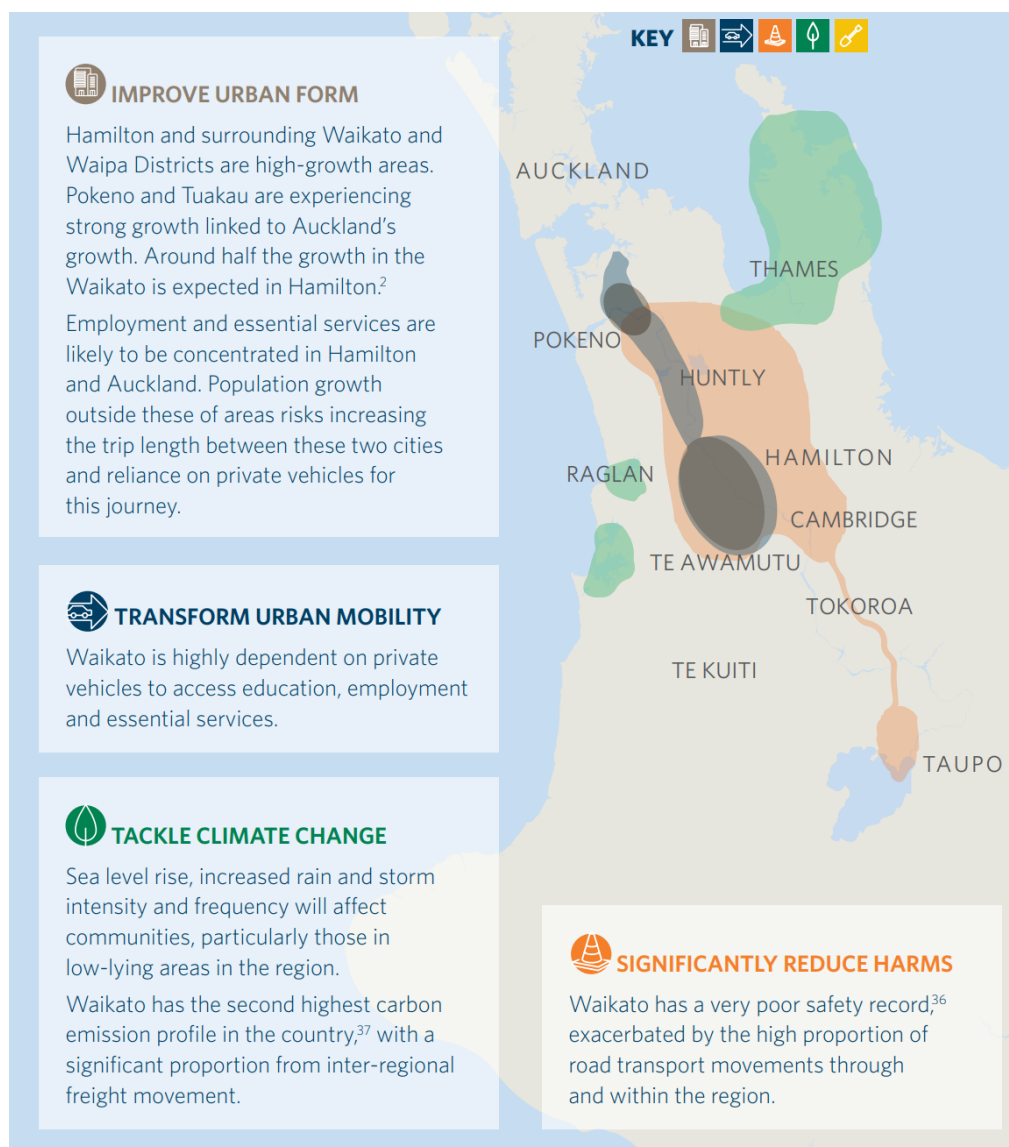 KEY
IMPROVE URBAN FORM
Hamilton and surrounding Waikato and
Waipa Districts are high-growth areas.
Pokeno and Tuakau are experiencing
strong growth linked to Auckland’s
growth. Around half the growth in the
Waikato is expected in Hamilton.2
Employment and essential services are
likely to be concentrated in Hamilton
and Auckland. Population growth
outside these of areas risks increasing
the trip length between these two cities
and reliance on private vehicles for
this journey.
TRANSFORM URBAN MOBILITY
Waikato is highly dependent on private
vehicles to access education, employment
and essential services.
TACKLE CLIMATE CHANGE
Sea level rise, increased rain and storm
intensity and frequency will affect
communities, particularly those in
low-lying areas in the region.
Waikato has the second highest carbon
emission profile in the country,37 with a
significant proportion from inter-regional
freight movement.
AUCKLAND
THAMES
POKENO
HUNTLY
HAMILTON
RAGLAN
CAMBRIDGE
TE AWAMUTU
TOKOROA
TE KUITI
TAUPO
SIGNIFICANTLY REDUCE HARMS
Waikato has a very poor safety record,36
exacerbated by the high proportion of
road transport movements through
and within the region.